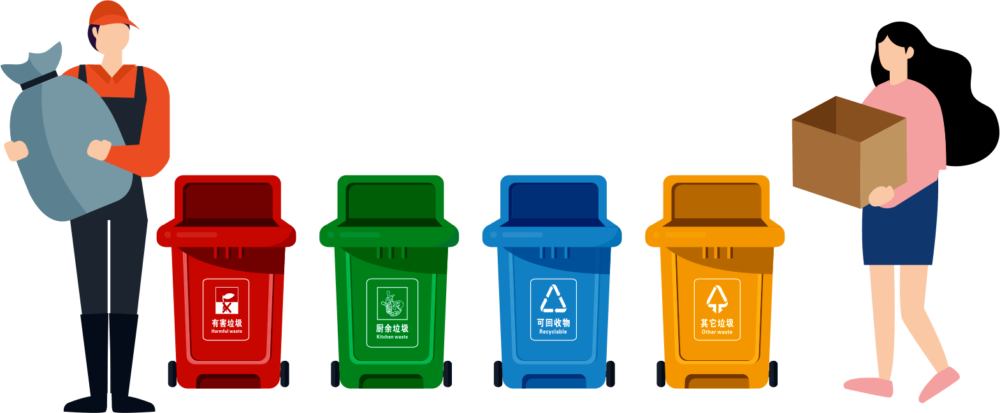 有害垃圾
Harmful waste
厨余垃圾
Kitchen waste
可回收物
Recyclable
其它垃圾
Other waste